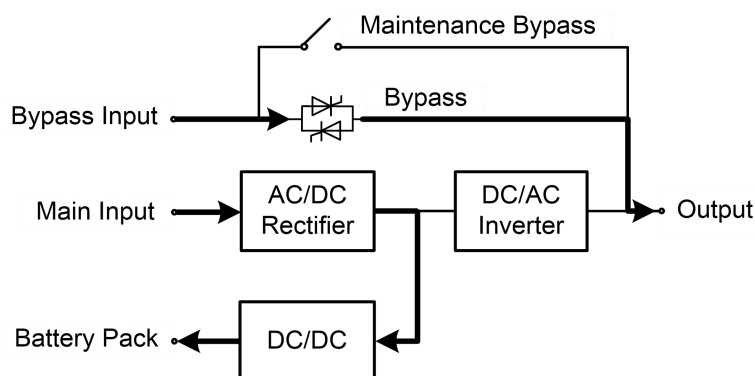 Maintenance Bypass
Bypass Input
Bypass
Main Input
AC/DC
Rectifier
DC/AC
Inverter
Output
Battery Pack
DC/DC